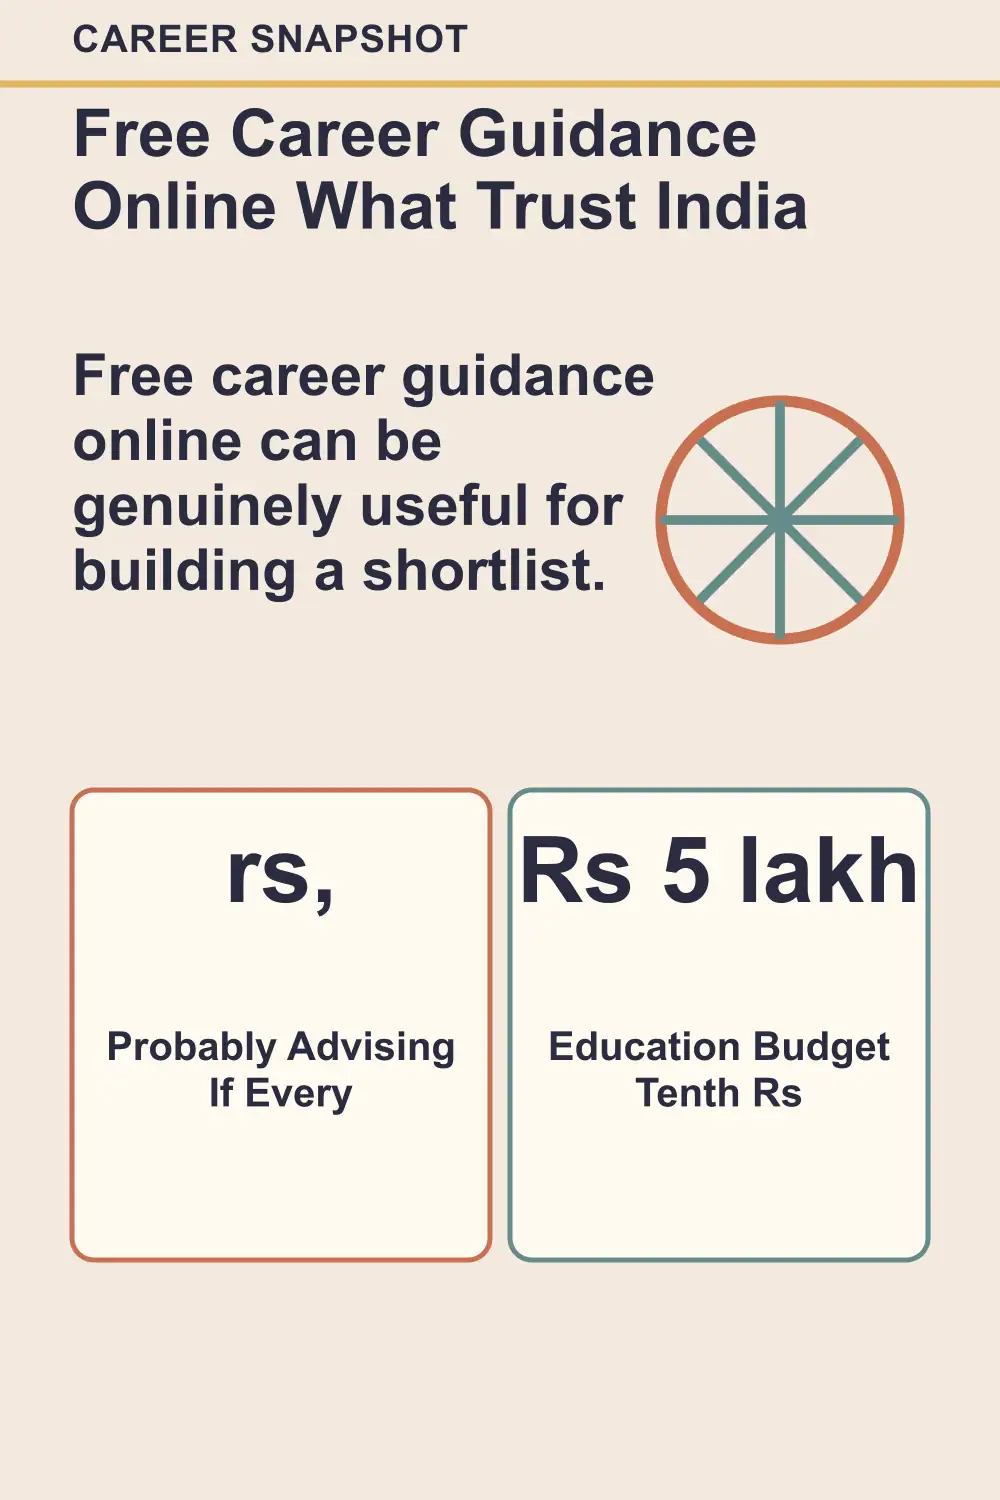 CAREER SNAPSHOT
Free Career Guidance
Online What Trust India
Free career guidance
online can be
genuinely useful for
building a shortlist.
rs,
Probably Advising
If Every
Rs 5 lakh
Education Budget
Tenth Rs